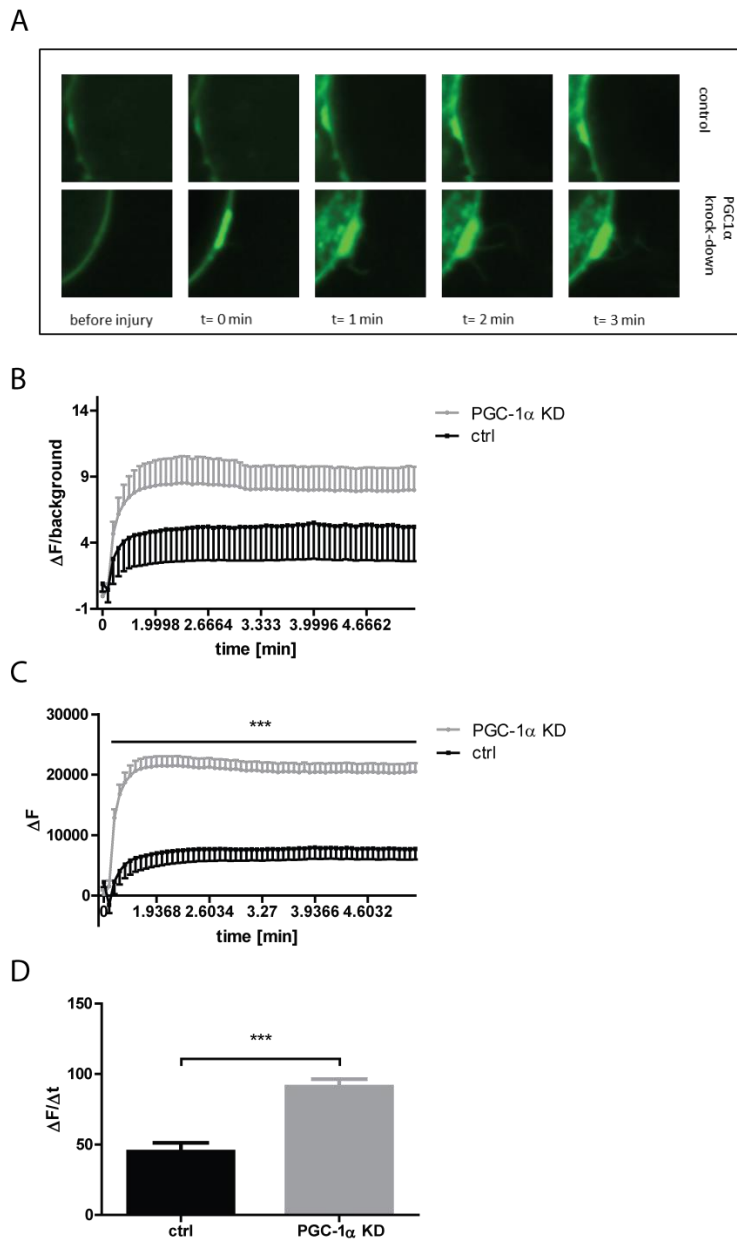 A
control
PGC1α
knock-down
before injury
t= 0 min
t= 1 min
t= 2 min
t= 3 min
B
14
9
4
-1
ΔF/background
0
1.9998
2.6664
3.333
3.9996
4.6662
time [min]
PGC-1α KD
ctrl
C
30000
20000
10000
0
ΔF
***
0
1.9368
2.6034
3.27
3.9366
4.6032
time [min]
PGC-1α KD
ctrl
D
150
100
50
0
ΔF/Δt
***
ctrl
PGC-1α KD